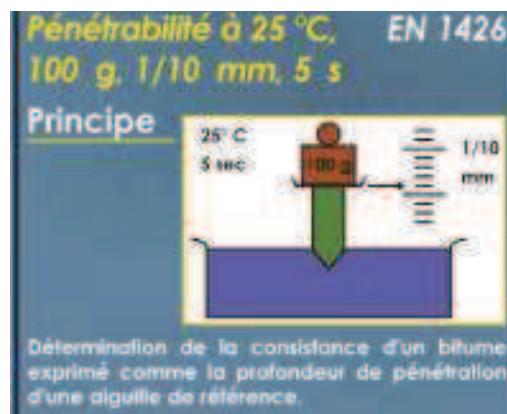 Pénétrabilité à 25 °C, EN 1426
100 g, 1/10 mm, 5 s
Principe
25° C
5 sec
100 g
1/10
mm
Détermination de la consistance d'un bitume
exprimé comme la profondeur de pénétration
d'une aiguille de référence.